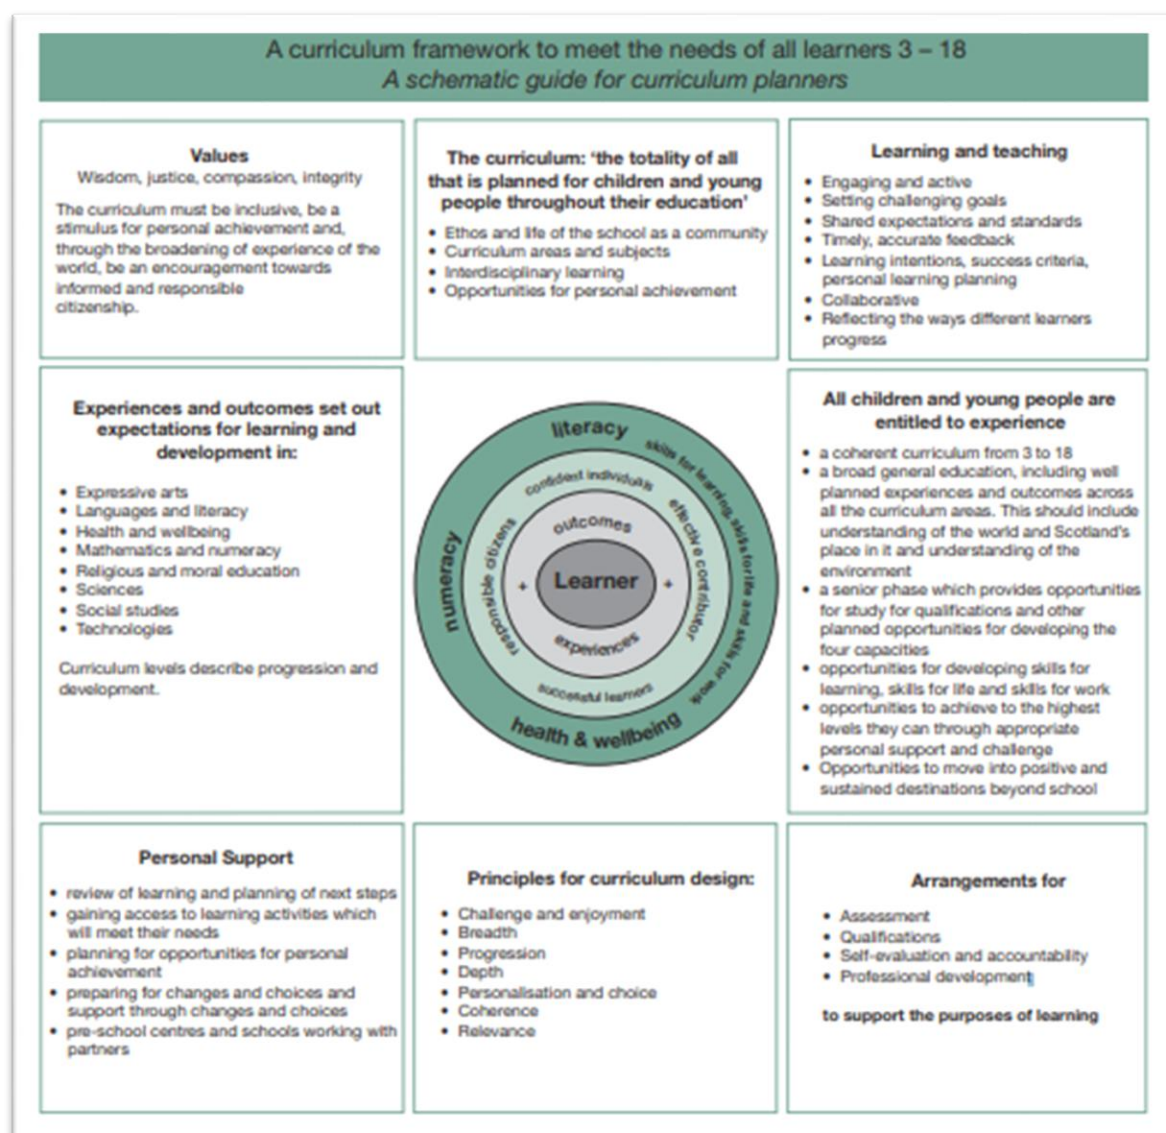 A curriculum framework to meet the needs of all learners 3 – 18
A schematic guide for curriculum planners
Values
Wisdom, justice, compassion, integrity
The curriculum must be inclusive, be a
stimulus for personal achievement and,
through the broadening of experience of the
world, be an encouragement towards
informed and responsible
citizenship.
The curriculum: ‘the totality of all
that is planned for children and young
people throughout their education’
• Ethos and life of the school as a community
• Curriculum areas and subjects
• Interdisciplinary learning
• Opportunities for personal achievement
Learning and teaching
• Engaging and active
• Setting challenging goals
• Shared expectations and standards
• Timely, accurate feedback
• Learning intentions, success criteria,
personal learning planning
• Collaborative
• Reflecting the ways different learners
progress
Experiences and outcomes set out
expectations for learning and
development in:
• Expressive arts
• Languages and literacy
• Health and wellbeing
• Mathematics and numeracy
• Religious and moral education
• Sciences
• Social studies
• Technologies
Curriculum levels describe progression and
development.
literacy
skills for learning, skills for life and skills for work
health & wellbeing
numeracy
confident individuals
effective contributor
successful learners
responsible citizens
outcomes
+ Learner +
experiences
All children and young people are
entitled to experience
• a coherent curriculum from 3 to 18
• a broad general education, including well
planned experiences and outcomes across
all the curriculum areas. This should include
understanding of the world and Scotland's
place in it and understanding of the
environment
• a senior phase which provides opportunities
for study for qualifications and other
planned opportunities for developing the
four capacities
• opportunities for developing skills for
learning, skills for life and skills for work
• opportunities to achieve to the highest
levels they can through appropriate
personal support and challenge
• Opportunities to move into positive and
sustained destinations beyond school
Personal Support
• review of learning and planning of next steps
• gaining access to learning activities which
will meet their needs
• planning for opportunities for personal
achievement
• preparing for changes and choices and
support through changes and choices
• pre-school centres and schools working with
partners
Principles for curriculum design:
• Challenge and enjoyment
• Breadth
• Progression
• Depth
• Personalisation and choice
• Coherence
• Relevance
Arrangements for
• Assessment
• Qualifications
• Self-evaluation and accountability
• Professional development
to support the purposes of learning